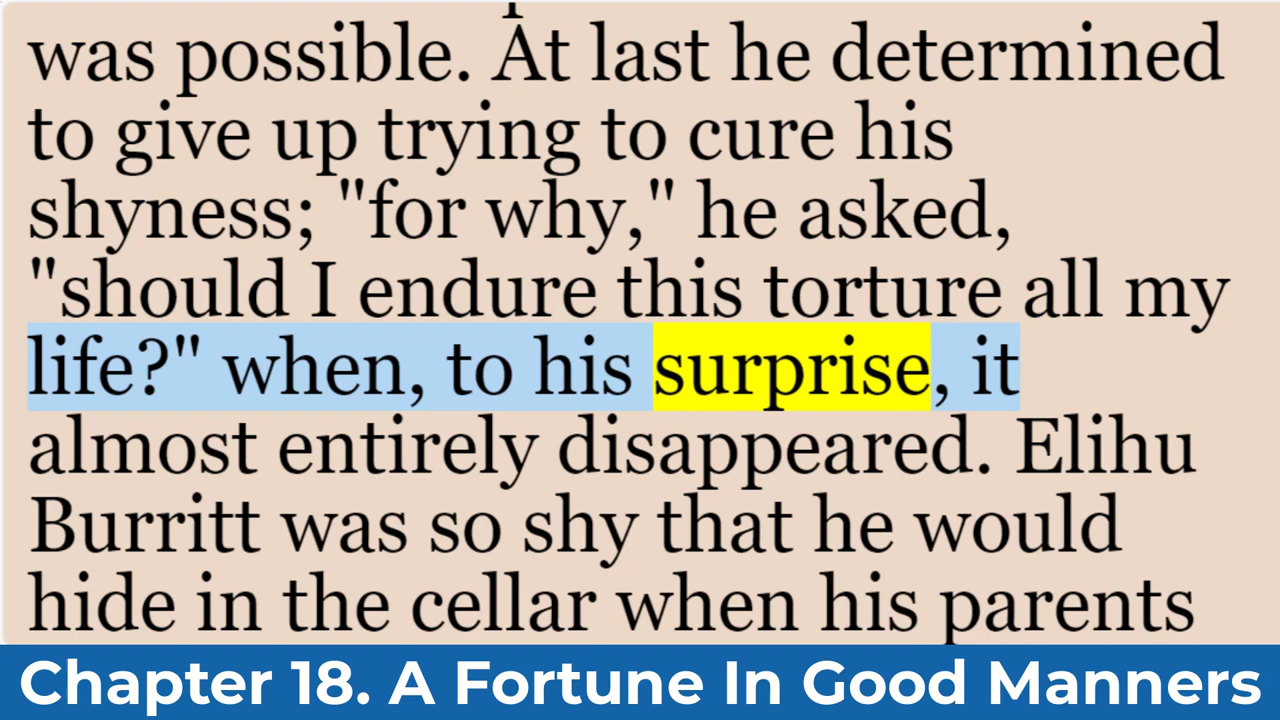 was possible. At last he determined
to give up trying to cure his
shyness; "for why," he asked,
"should I endure this torture all my
life?" when, to his surprise, it
almost entirely disappeared. Elihu
Burritt was so shy that he would
hide in the cellar when his parents
Chapter 18. A Fortune In Good Manners